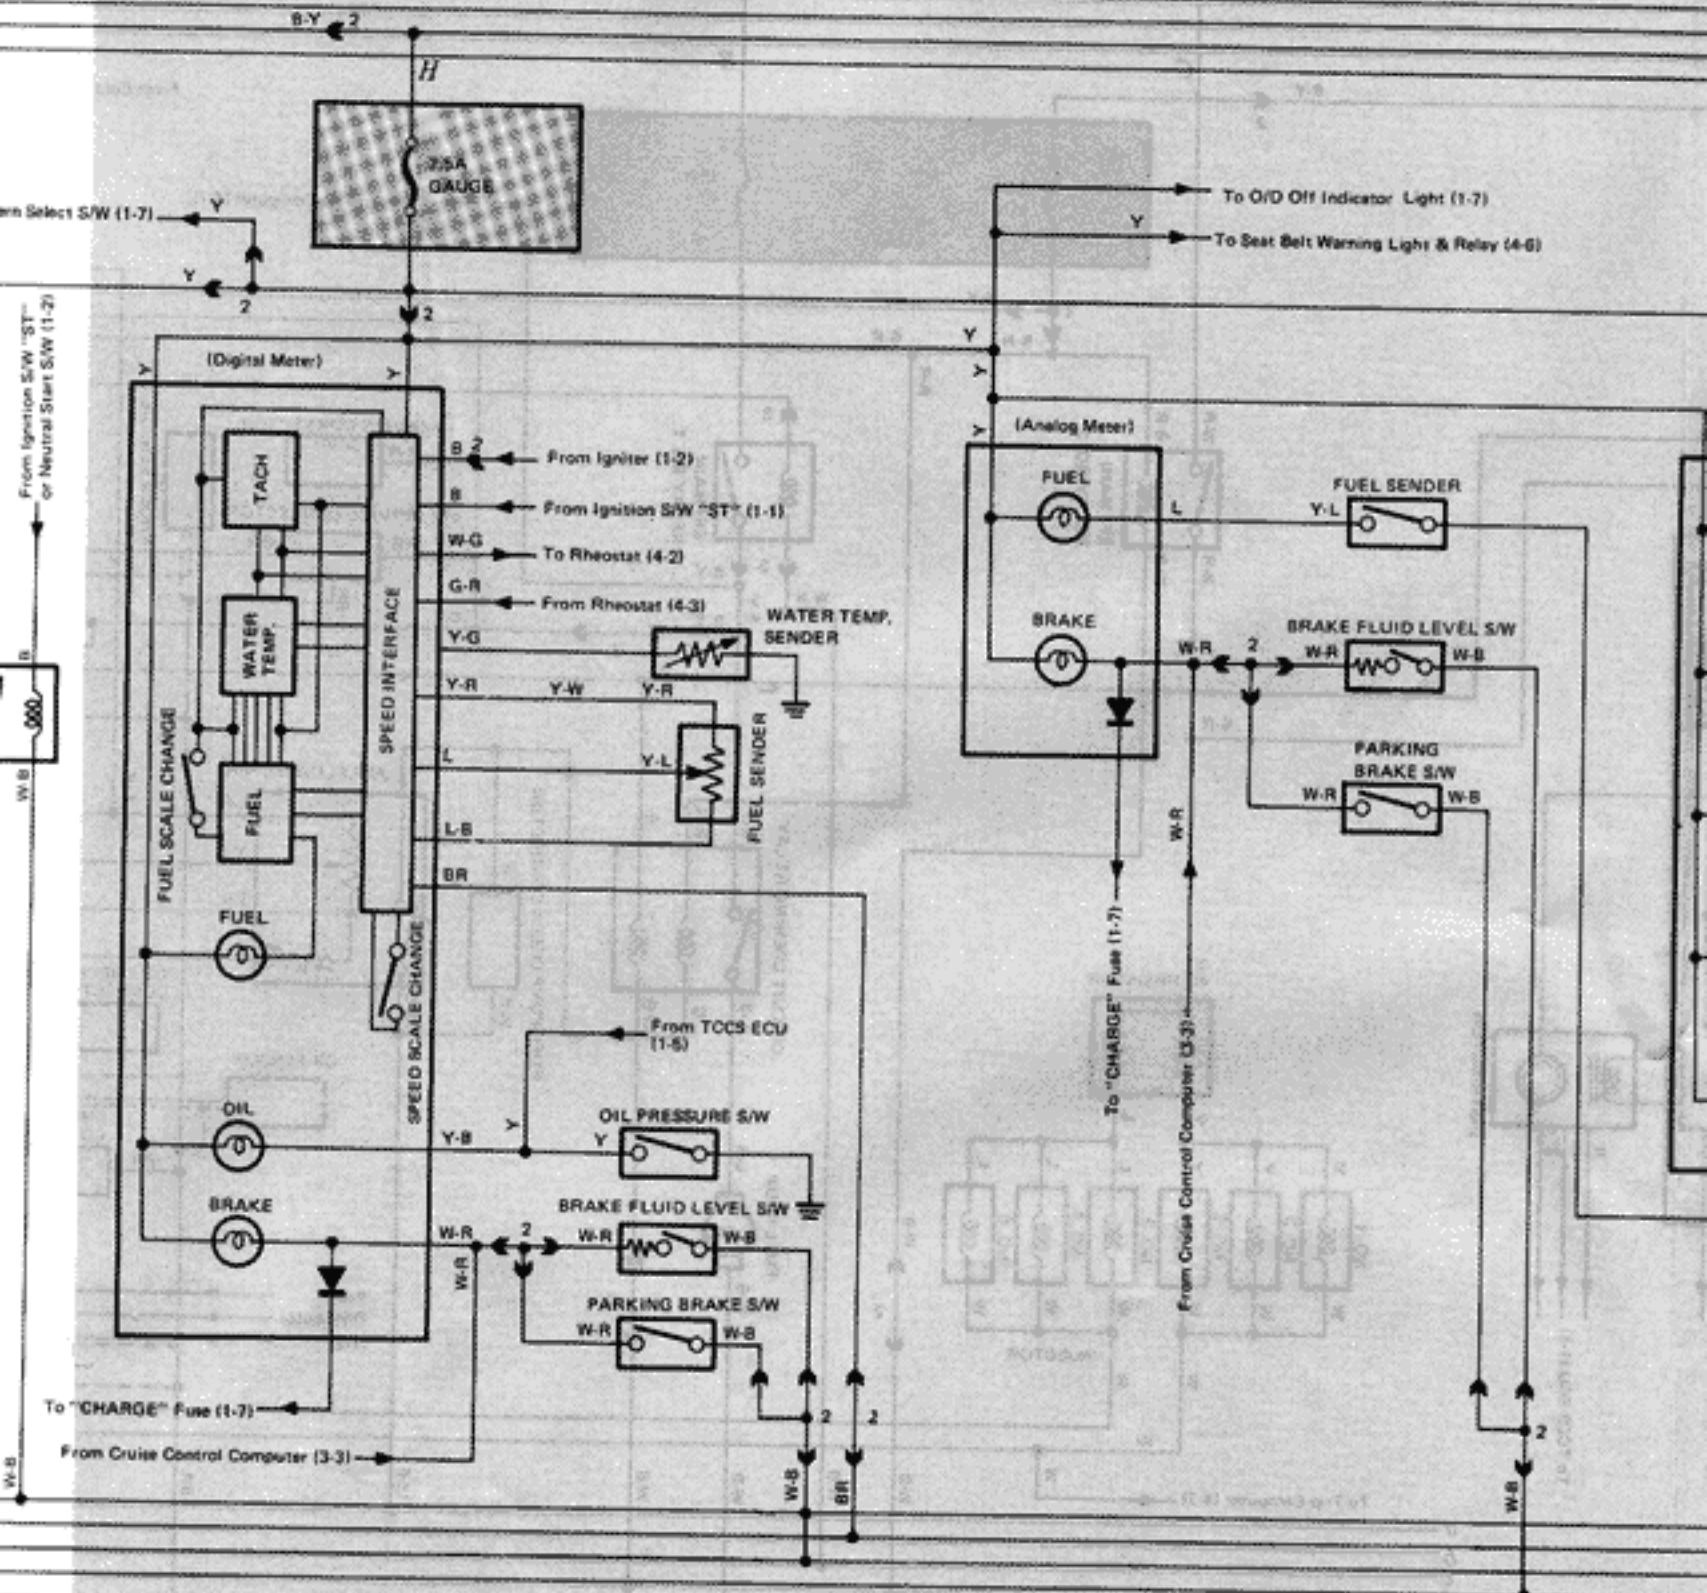 B-Y 2
H
7.5A
GAUGE
Select S/W (1-7)
Y
Y
2
2
To O/D Off Indicator Light (1-7)
Y
To Seat Belt Warning Light & Relay (4-6)
From Ignition S/W "ST"
or Neutral Start S/W (1-2)
B
W-B
W-B
(Digital Meter)
Y
Y
Y
Y
Y
(Analog Meter)
TACH
WATER
TEMP.
FUEL
FUEL SCALE CHANGE
SPEED INTERFACE
SPEED SCALE CHANGE
B 2
From Igniter (1-2)
B
From Ignition S/W "ST" (1-1)
W-G
To Rheostat (4-2)
G-R
From Rheostat (4-3)
Y-G
WATER TEMP.
SENDER
Y-R Y-W Y-R
L
Y-L
FUEL SENDER
L-B
BR
FUEL
From TCCS ECU
(1-6)
OIL
Y-B
Y
Y
OIL PRESSURE S/W
BRAKE
W-R
W-R
2
W-R
BRAKE FLUID LEVEL S/W
W-B
PARKING BRAKE S/W
W-R
W-B
To "CHARGE" Fuse (1-7)
From Cruise Control Computer (3-3)
2
2
W-B
BR
FUEL
L
Y-L
FUEL SENDER
BRAKE
W-R
2
W-R
BRAKE FLUID LEVEL S/W
W-B
PARKING
BRAKE S/W
W-R
W-B
W-R
To "CHARGE" Fuse (1-7)
From Cruise Control Computer (3-3)
2
W-B